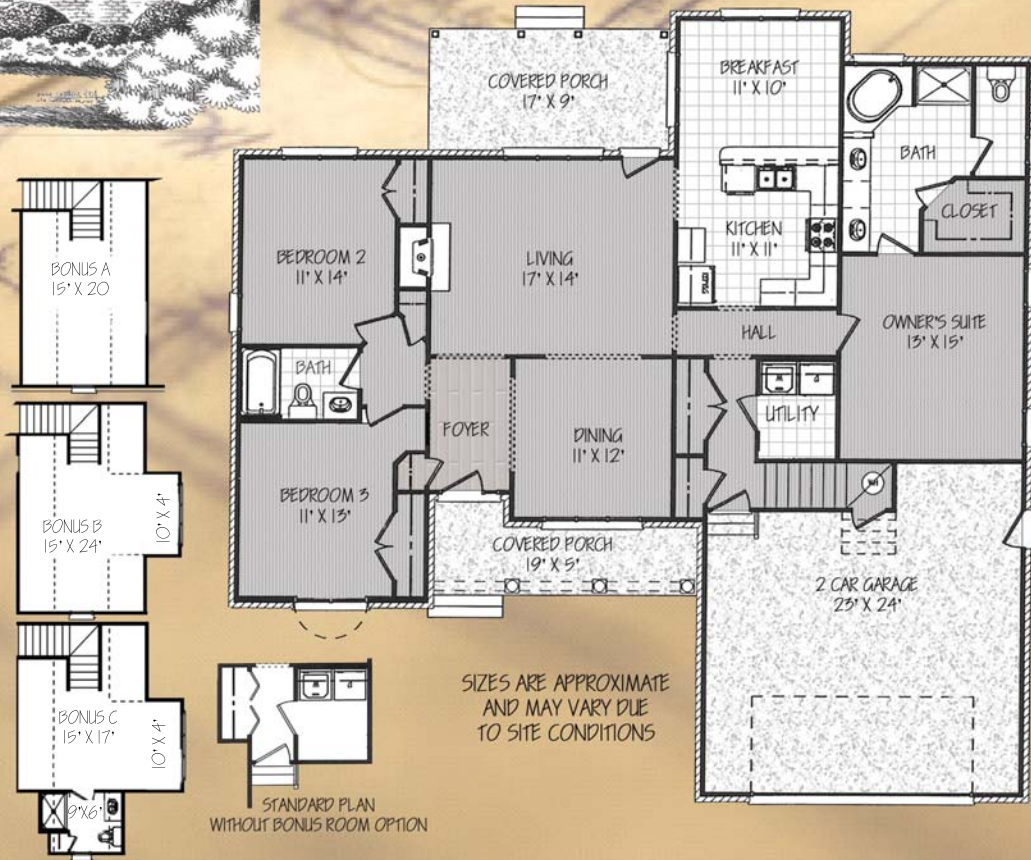 COVERED PORCH
17' X 9'
BREAKFAST
11' X 10'
BATH
CLOSET
KITCHEN
11' X 11'
BEDROOM 2
11' X 14'
LIVING
17' X 14'
HALL
OWNER'S SUITE
13' X 15'
BATH
FOYER
DINING
11' X 12'
UTILITY
BEDROOM 3
11' X 13'
COVERED PORCH
19' X 5'
2 CAR GARAGE
23' X 24'
BONUS A
15' X 20
BONUS B
15' X 24'
10' X 4'
BONUS C
15' X 17'
10' X 4'
9'X6'
STANDARD PLAN
WITHOUT BONUS ROOM OPTION
SIZES ARE APPROXIMATE
AND MAY VARY DUE
TO SITE CONDITIONS